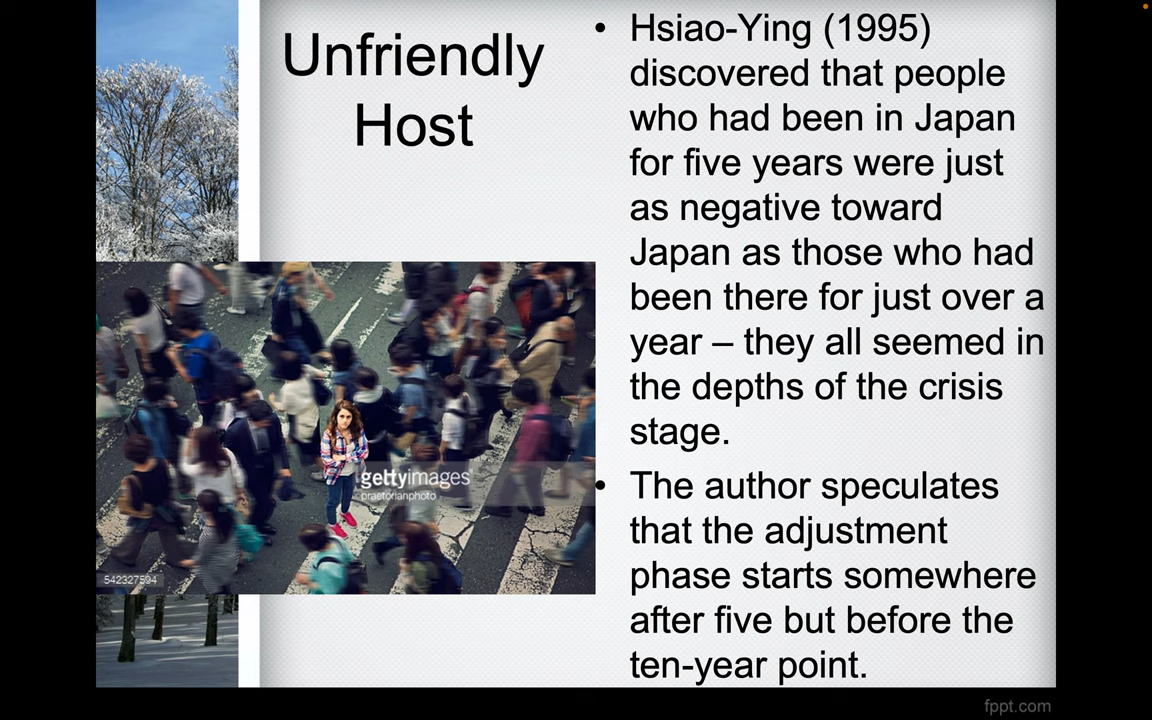 Unfriendly
Host
• Hsiao-Ying (1995)
discovered that people
who had been in Japan
for five years were just
as negative toward
Japan as those who had
been there for just over a
year – they all seemed in
the depths of the crisis
stage.
• The author speculates
that the adjustment
phase starts somewhere
after five but before the
ten-year point.
gettyimages
praetorianphoto
542327594
fppt.com